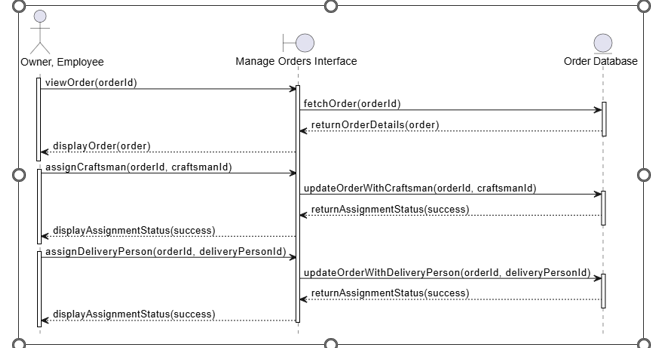 Owner, Employee
Manage Orders Interface
Order Database
viewOrder(orderId)
fetchOrder(orderId)
returnOrderDetails(order)
displayOrder(order)
assignCraftsman(orderId, craftsmanId)
updateOrderWithCraftsman(orderId, craftsmanId)
returnAssignmentStatus(success)
displayAssignmentStatus(success)
assignDeliveryPerson(orderId, deliveryPersonId)
updateOrderWithDeliveryPerson(orderId, deliveryPersonId)
returnAssignmentStatus(success)
displayAssignmentStatus(success)